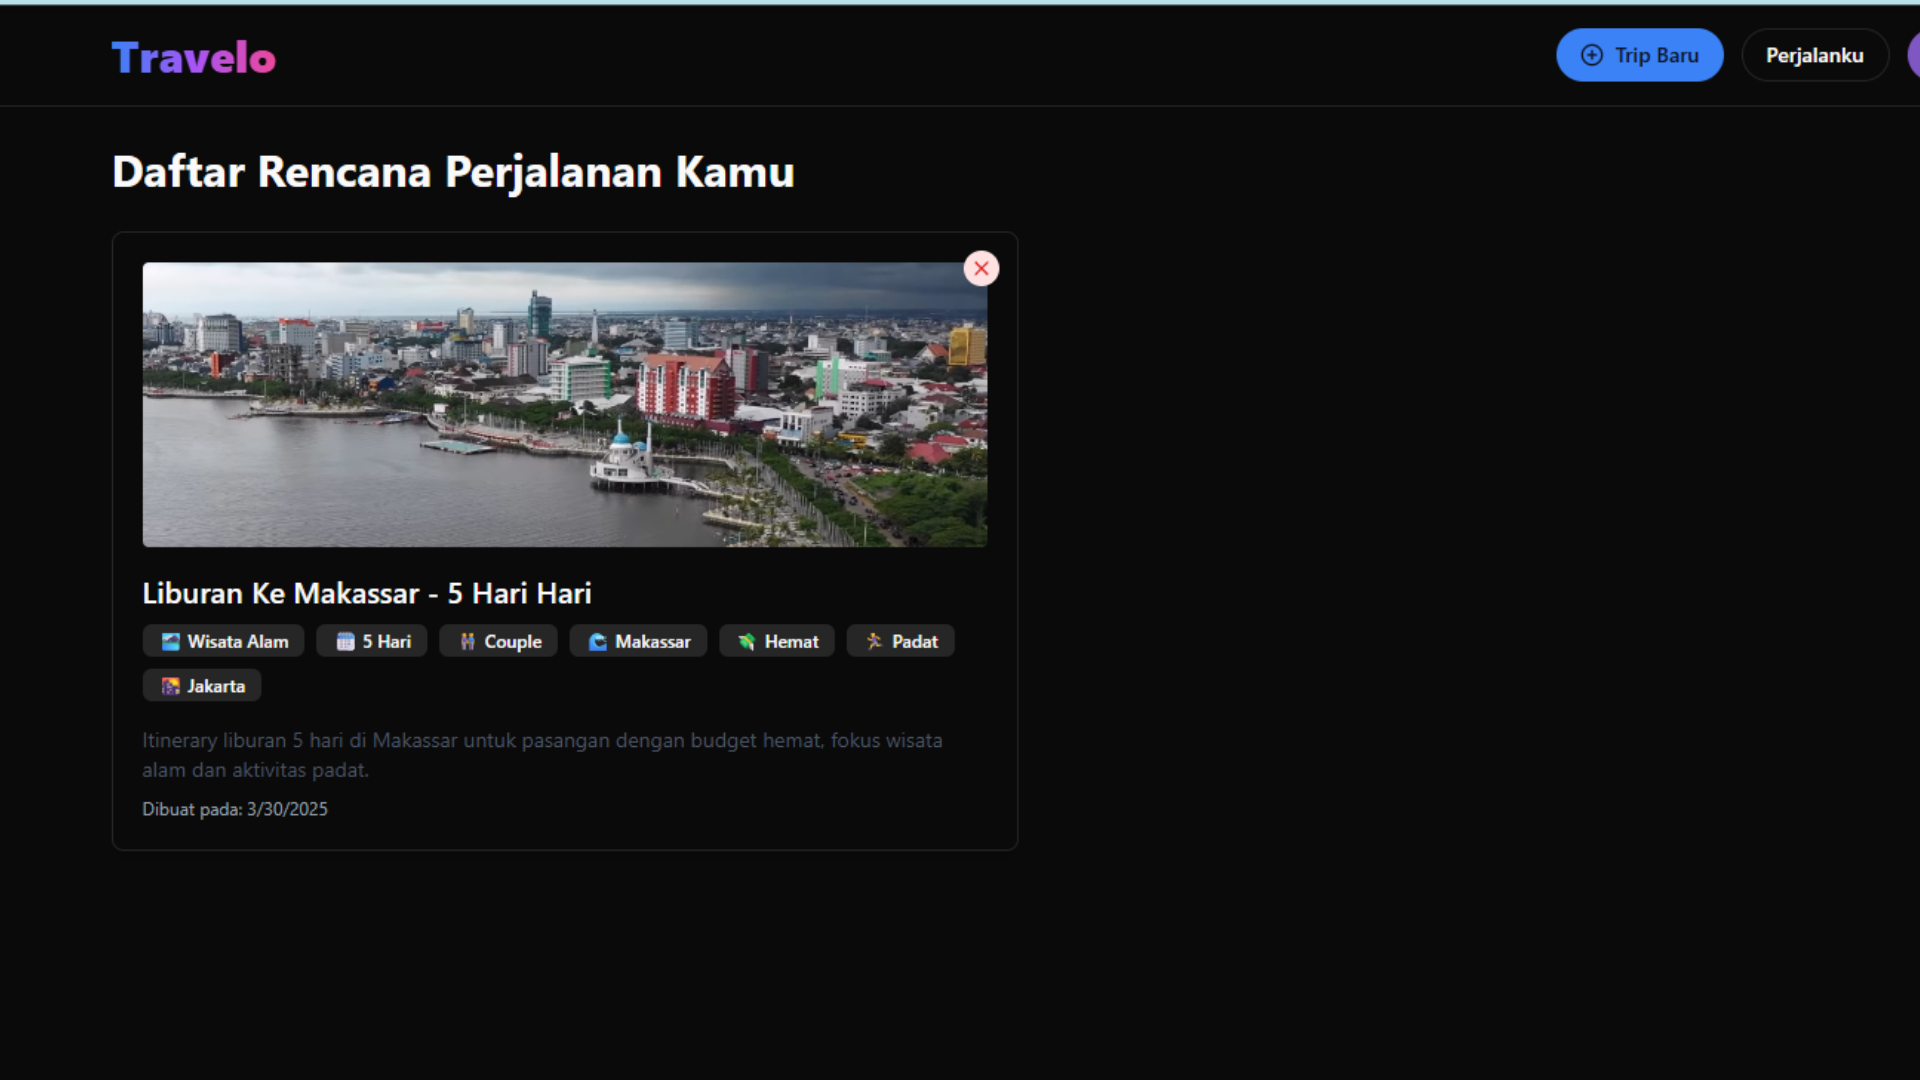 Travelo
Trip Baru
Perjalanku
Daftar Rencana Perjalanan Kamu
Liburan Ke Makassar - 5 Hari Hari
Wisata Alam
5 Hari
Couple
Makassar
Hemat
Padat
Jakarta
Itinerary liburan 5 hari di Makassar untuk pasangan dengan budget hemat, fokus wisata
alam dan aktivitas padat.
Dibuat pada: 3/30/2025